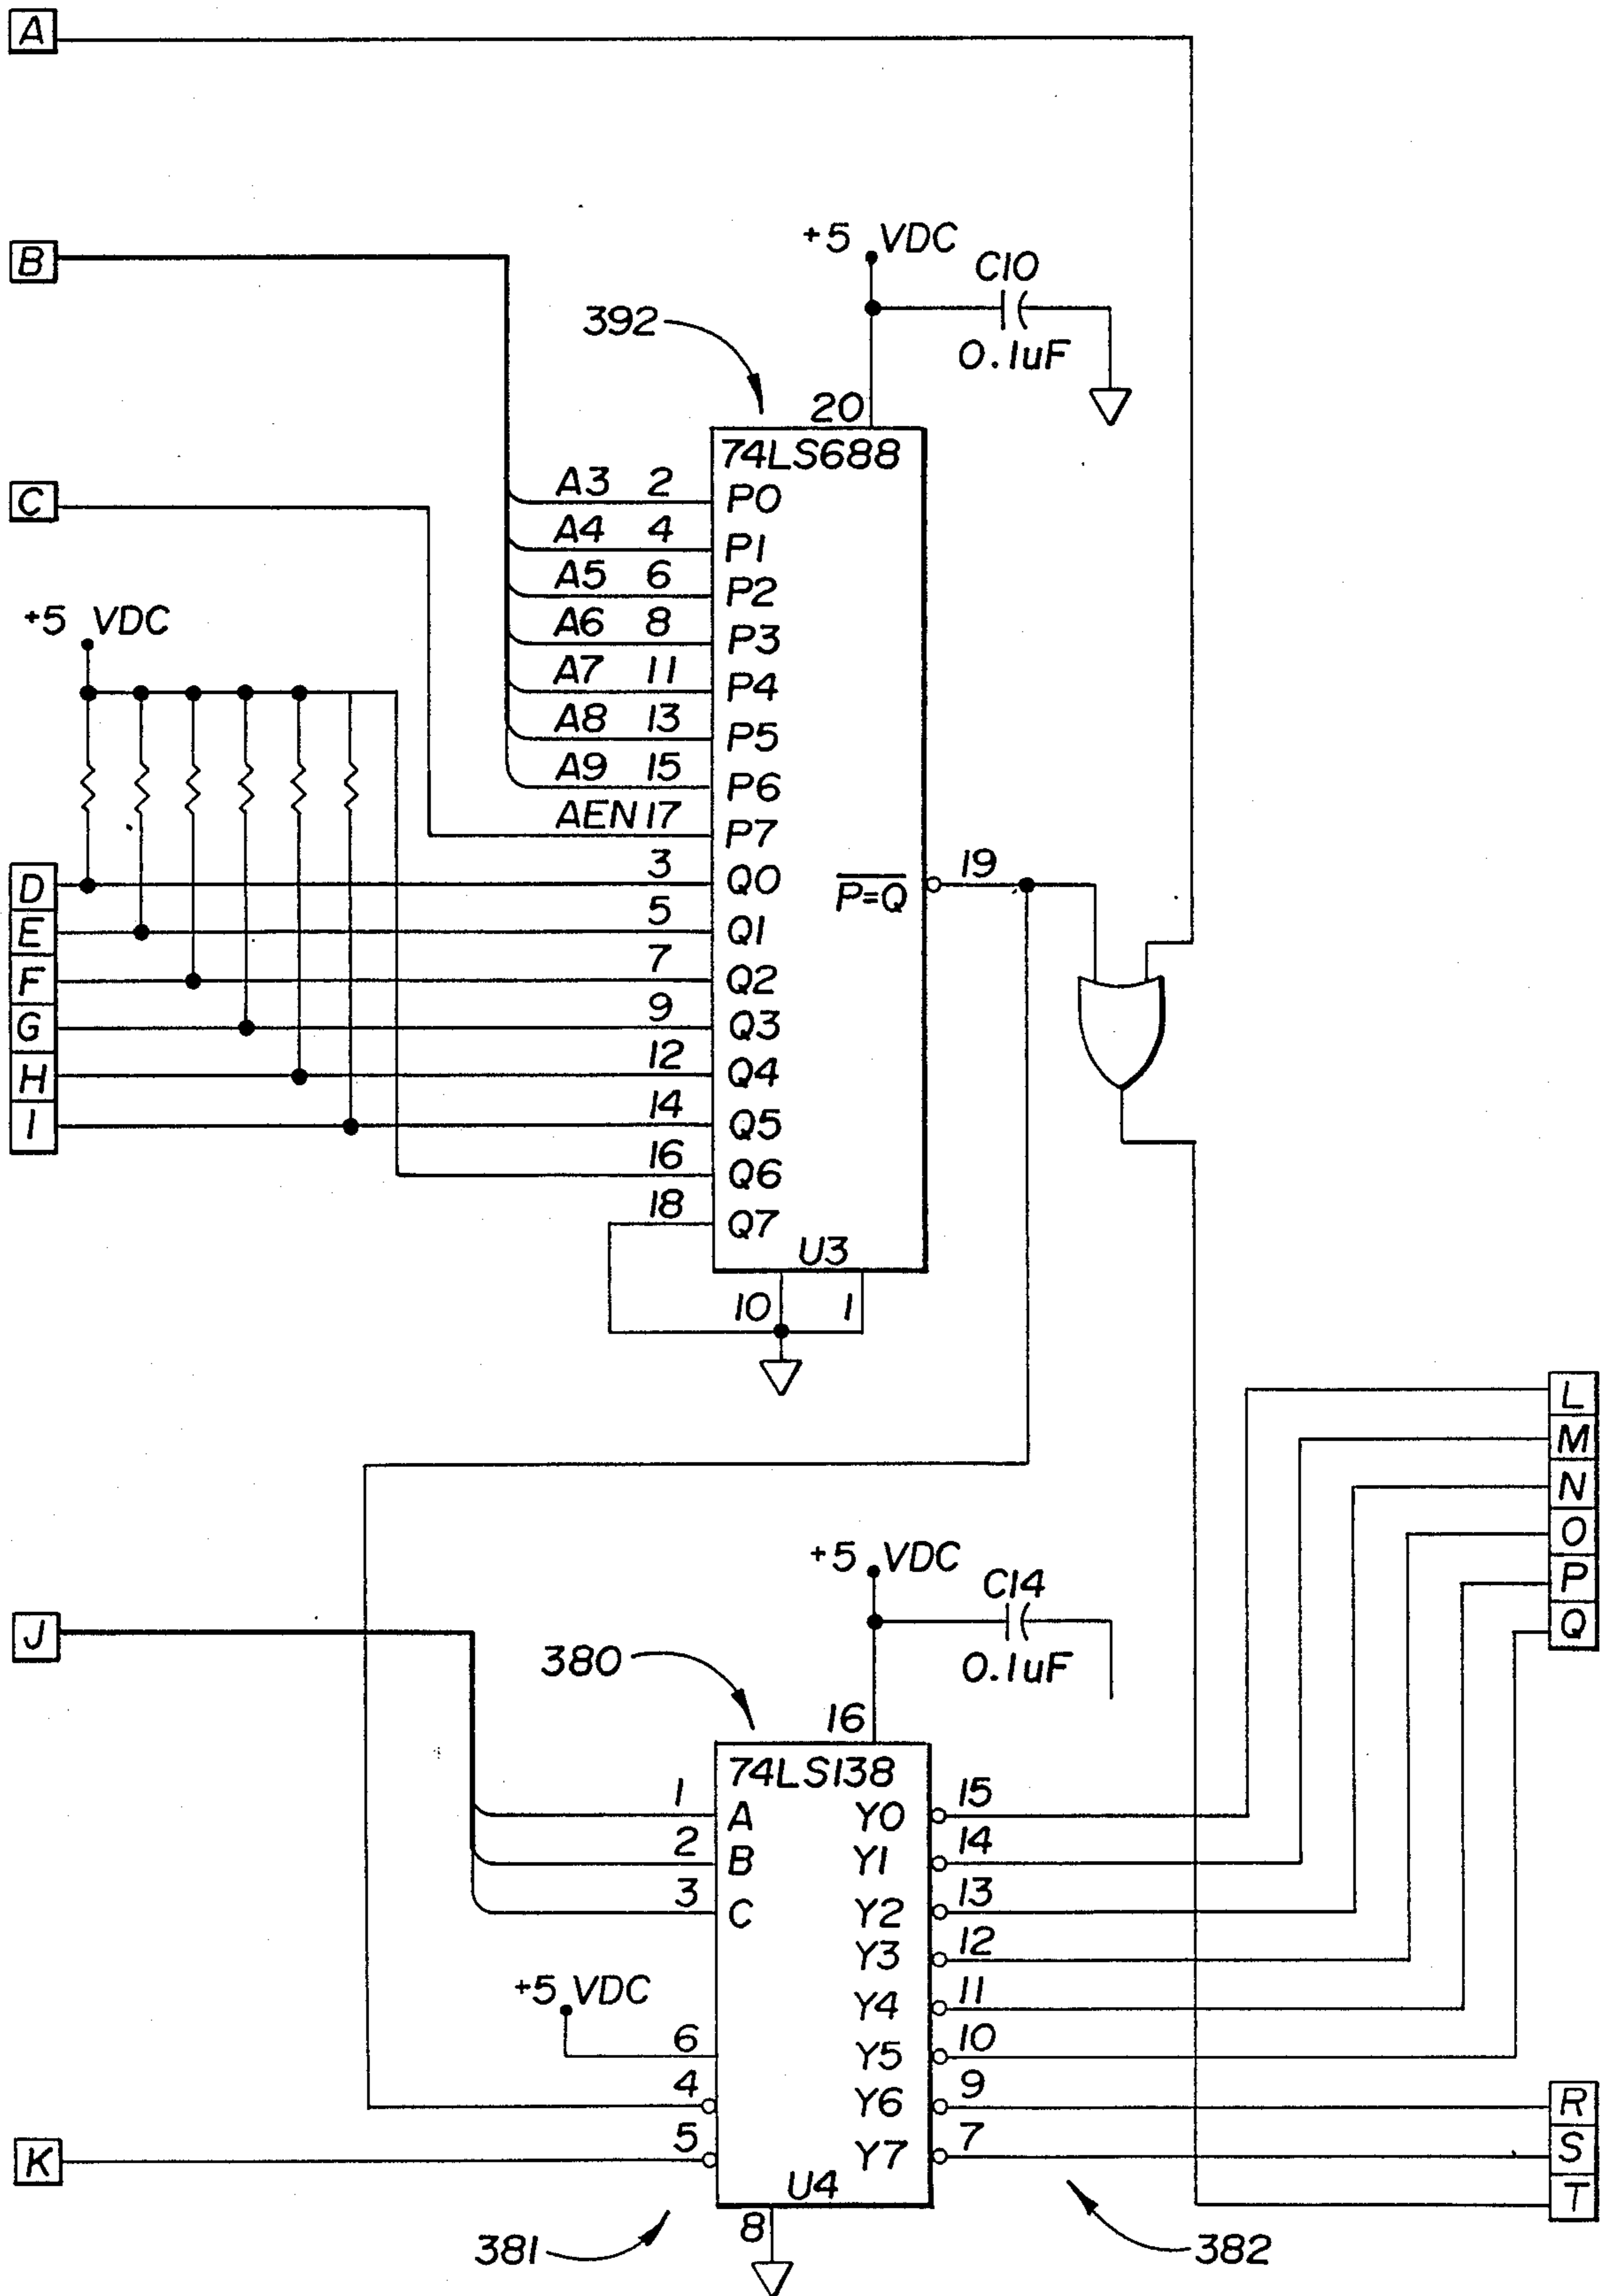 A
B
+5 VDC
C10
0.1uF
392
20
74LS688
C
A3 2 P0
A4 4 P1
A5 6 P2
A6 8 P3
A7 11 P4
A8 13 P5
A9 15 P6
AEN 17 P7
+5 VDC
D 3 Q0
P=Q 19
E 5 Q1
F 7 Q2
G 9 Q3
H 12 Q4
I 14 Q5
16 Q6
18 Q7
U3
10 1
L
M
N
O
P
Q
+5 VDC
C14
0.1uF
J
380
16
74LS138
1 A Y0 15
2 B Y1 14
3 C Y2 13
Y3 12
+5 VDC
Y4 11
6 Y5 10
4 Y6 9 R
K 5 Y7 7 S
U4
T
8
381
382